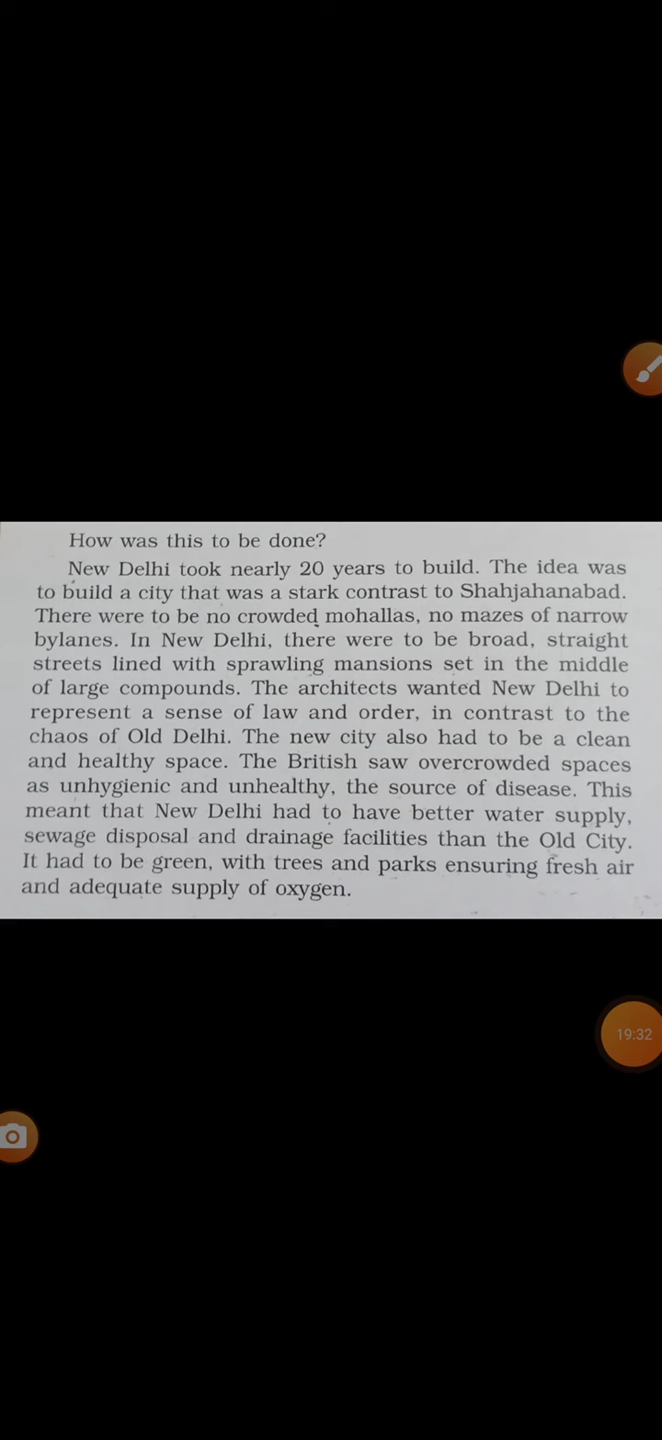 How was this to be done?
New Delhi took nearly 20 years to build. The idea was
to build a city that was a stark contrast to Shahjahanabad.
There were to be no crowded mohallas, no mazes of narrow
bylanes. In New Delhi, there were to be broad, straight
streets lined with sprawling mansions set in the middle
of large compounds. The architects wanted New Delhi to
represent a sense of law and order, in contrast to the
chaos of Old Delhi. The new city also had to be a clean
and healthy space. The British saw overcrowded spaces
as unhygienic and unhealthy, the source of disease. This
meant that New Delhi had to have better water supply,
sewage disposal and drainage facilities than the Old City.
It had to be green, with trees and parks ensuring fresh air
and adequate supply of oxygen.
19:32